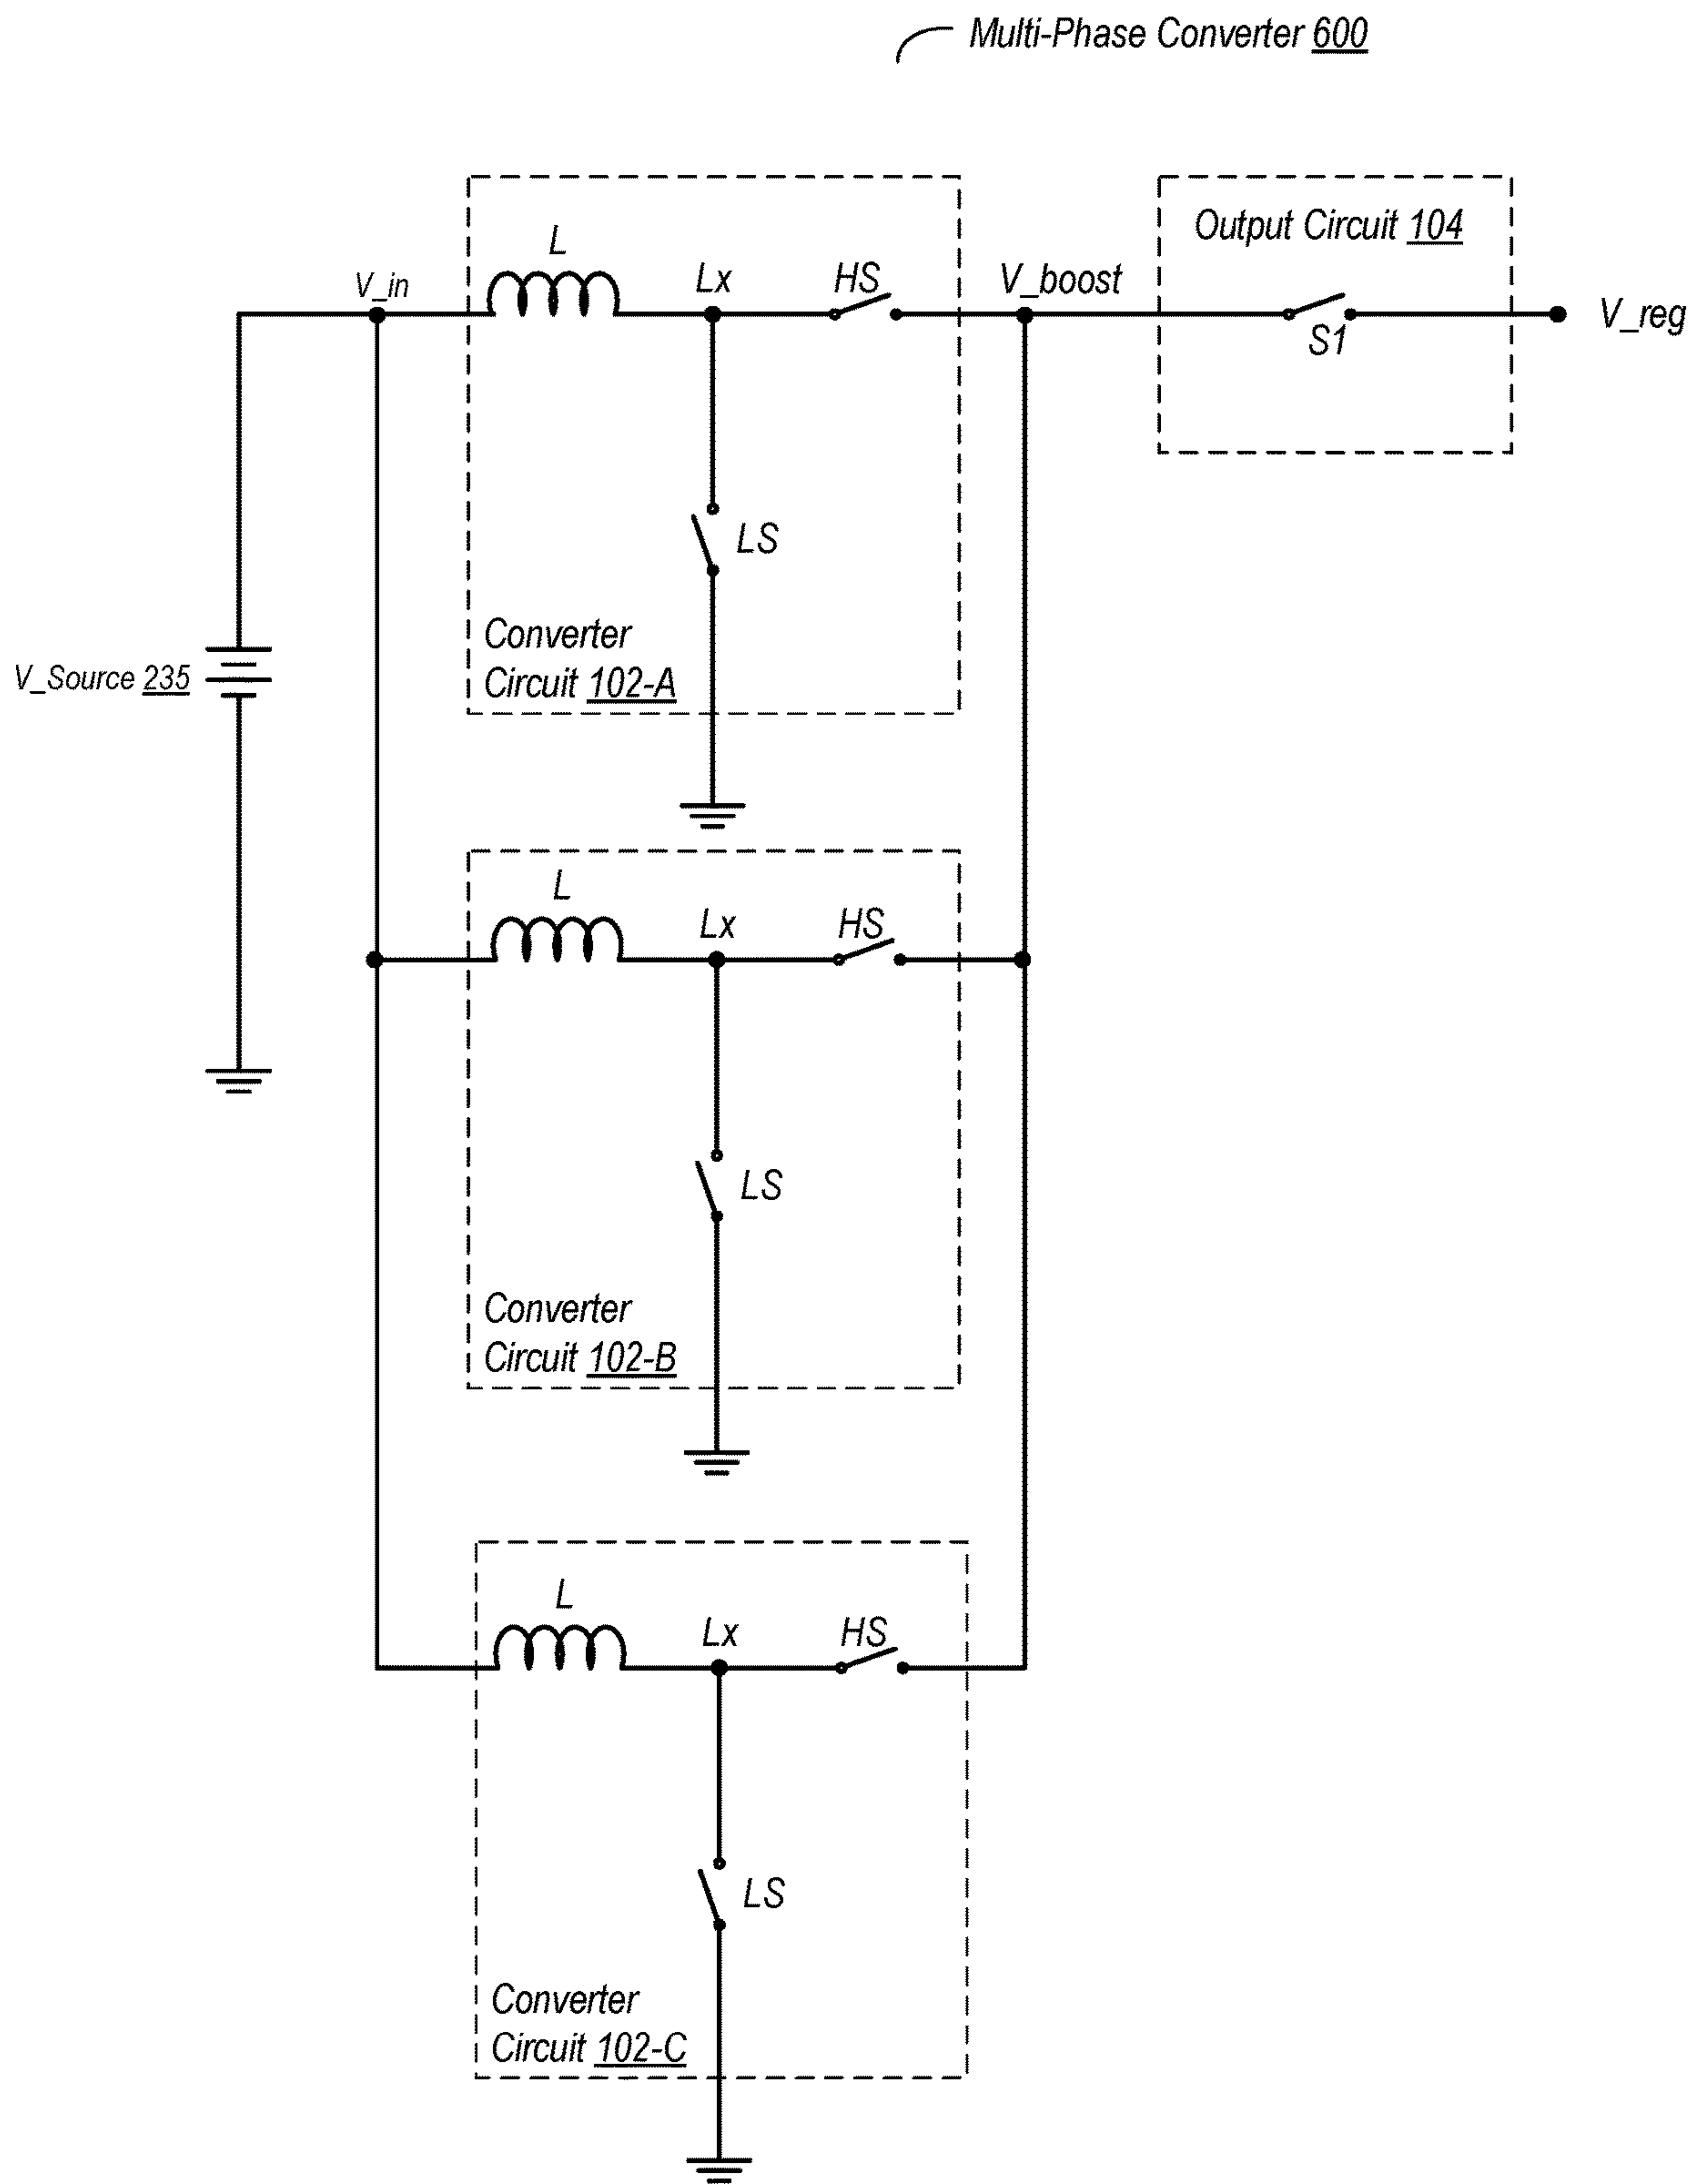 Multi-Phase Converter 600
Output Circuit 104
L
V_in
Lx
HS
V_boost
V_reg
S1
LS
Converter
Circuit 102-A
V_Source 235
L
Lx
HS
LS
Converter
Circuit 102-B
L
Lx
HS
LS
Converter
Circuit 102-C